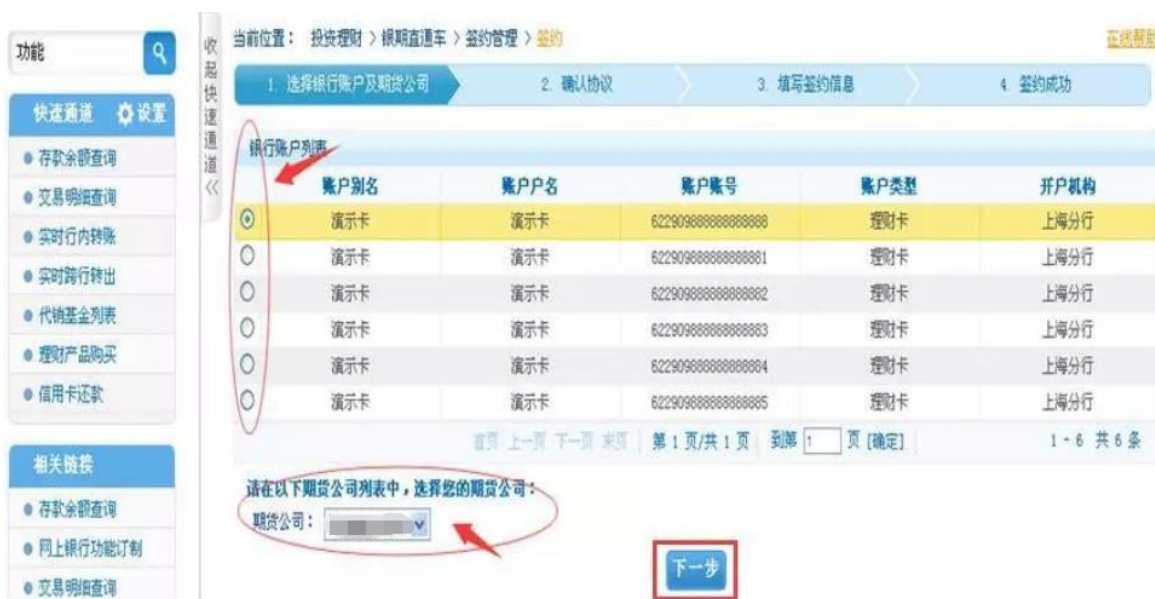 功能
快速通道 设置
存款余额查询
交易明细查询
实时行内转账
实时跨行转出
代销基金列表
理财产品购买
信用卡还款
相关链接
存款余额查询
网上银行功能订制
交易明细查询
收起快速通道 <<
当前位置： 投资理财 > 银期直通车 > 签约管理 > 签约
在线帮助
1. 选择银行账户及期货公司 2. 确认协议 3. 填写签约信息 4. 签约成功
银行账户列表
账户别名 账户户名 账户账号 账户类型 开户机构
演示卡 演示卡 622909888888888888 理财卡 上海分行
演示卡 演示卡 622909888888888881 理财卡 上海分行
演示卡 演示卡 622909888888888882 理财卡 上海分行
演示卡 演示卡 622909888888888883 理财卡 上海分行
演示卡 演示卡 622909888888888884 理财卡 上海分行
演示卡 演示卡 622909888888888885 理财卡 上海分行
首页 上一页 下一页 末页 第 1 页/共 1 页 到第 1 页 [确定] 1 - 6 共 6 条
请在以下期货公司列表中，选择您的期货公司：
期货公司：
下一步